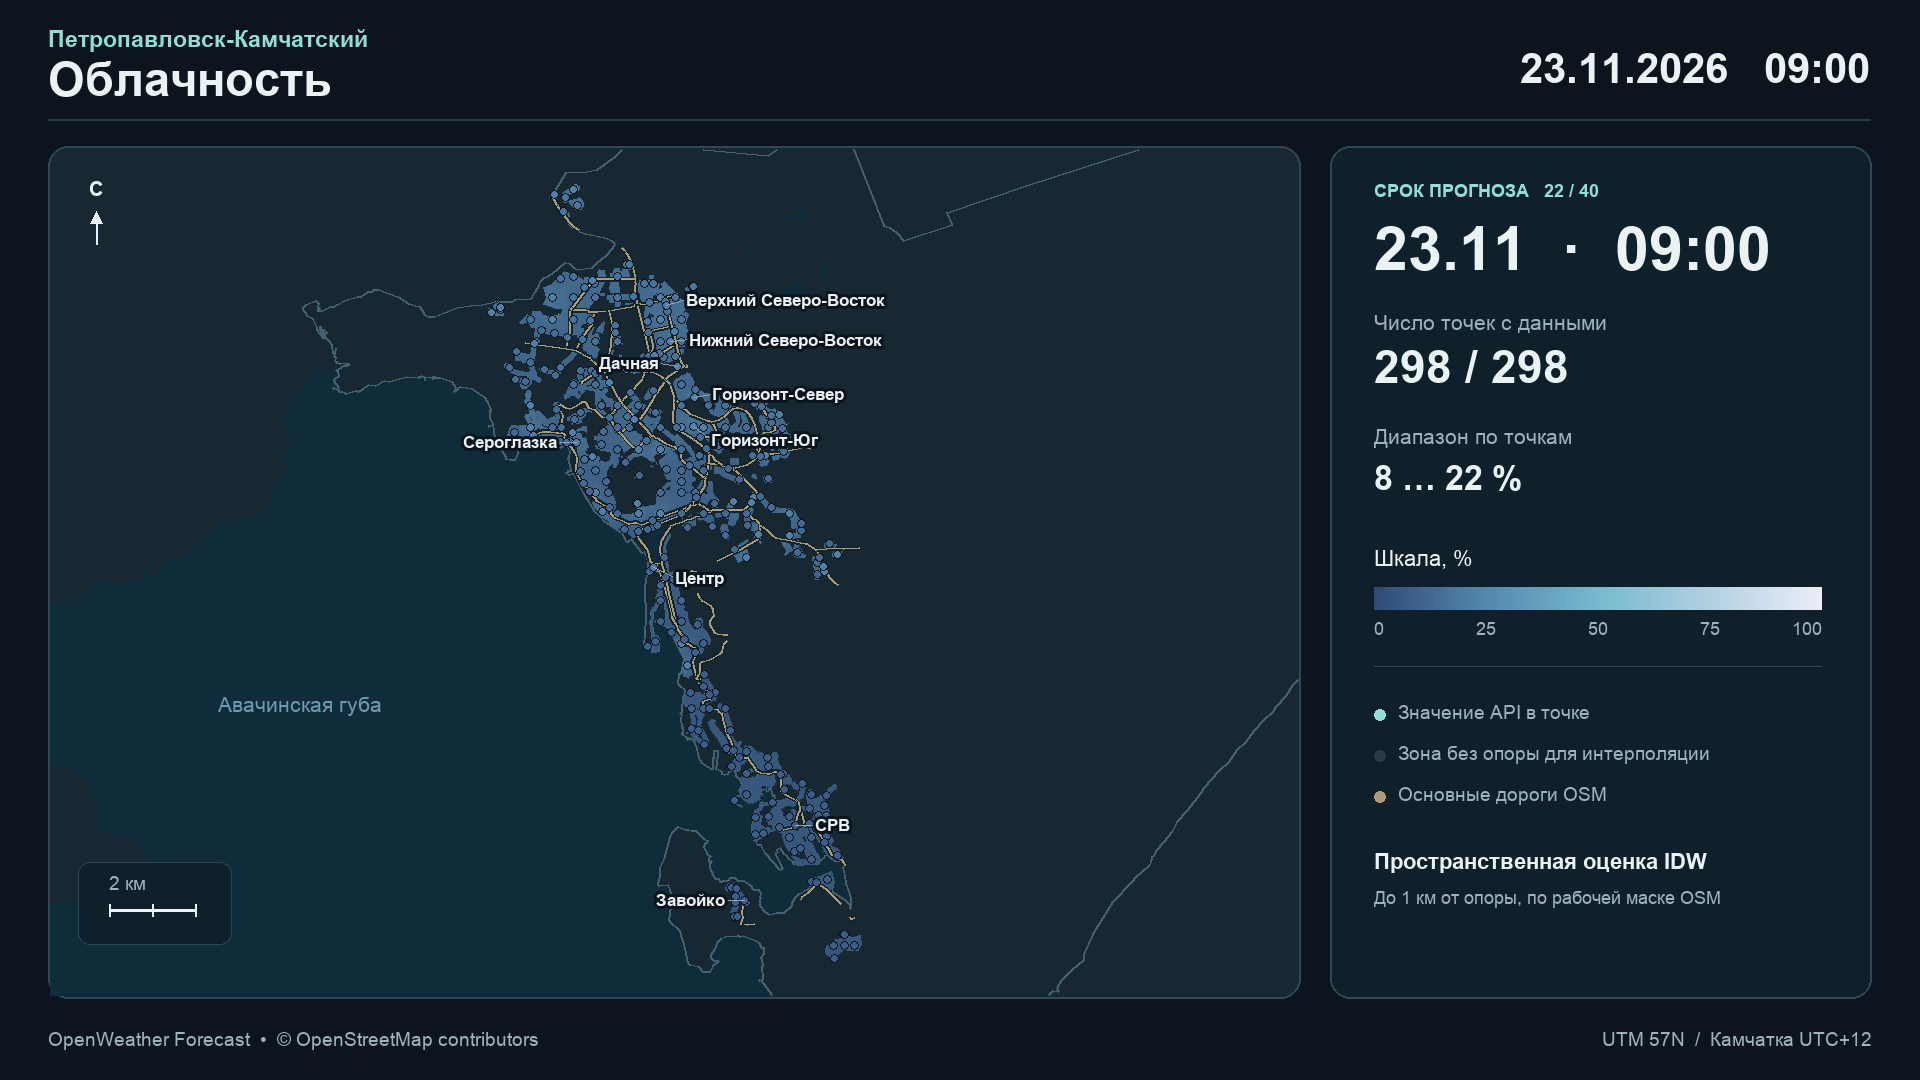 Петропавловск-Камчатский
Облачность
23.11.2026 09:00
С
Верхний Северо-Восток
Нижний Северо-Восток
Дачная
Горизонт-Север
Сероглазка
Горизонт-Юг
Центр
Авачинская губа
СРВ
Завойко
2 км
СРОК ПРОГНОЗА 22 / 40
23.11 · 09:00
Число точек с данными
298 / 298
Диапазон по точкам
8 … 22 %
Шкала, %
0 25 50 75 100
Значение API в точке
Зона без опоры для интерполяции
Основные дороги OSM
Пространственная оценка IDW
До 1 км от опоры, по рабочей маске OSM
OpenWeather Forecast • © OpenStreetMap contributors
UTM 57N / Камчатка UTC+12